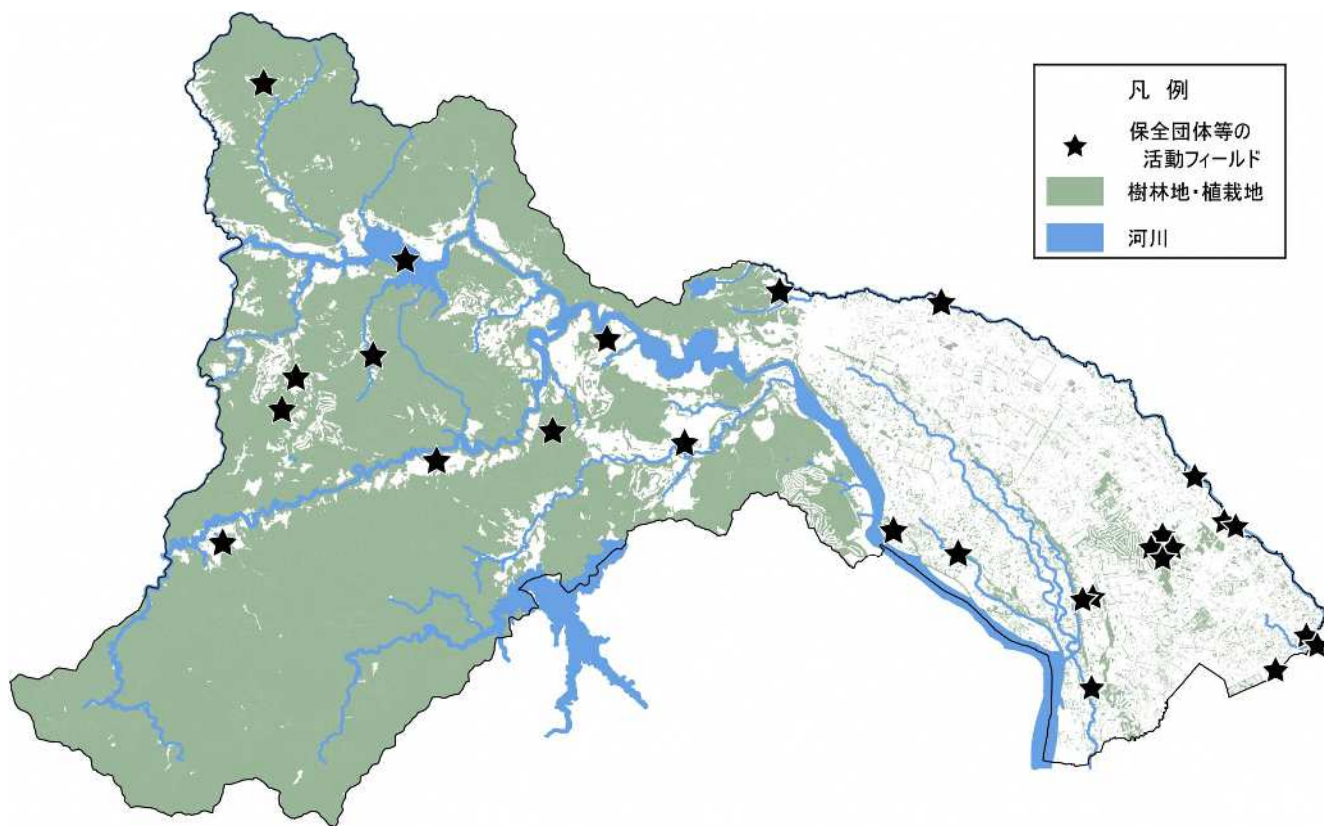 凡 例
保全団体等の
活動フィールド
樹林地・植栽地
河川